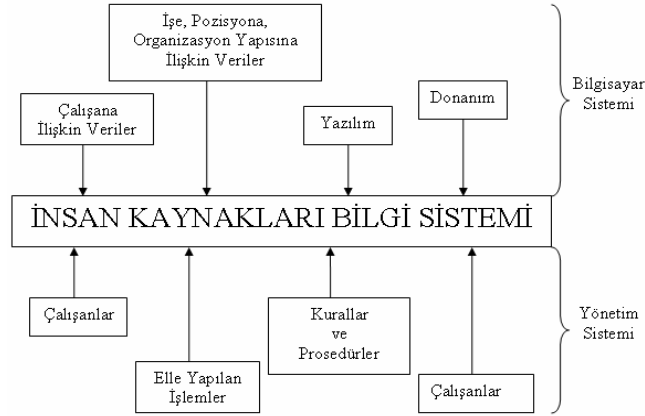 İşe, Pozisyona,
Organizasyon Yapısına
İlişkin Veriler
Bilgisayar
Sistemi
Çalışana
İlişkin Veriler
Yazılım
Donanım
İNSAN KAYNAKLARI BİLGİ SİSTEMİ
Çalışanlar
Elle Yapılan
İşlemler
Kurallar
ve
Prosedürler
Çalışanlar
Yönetim
Sistemi